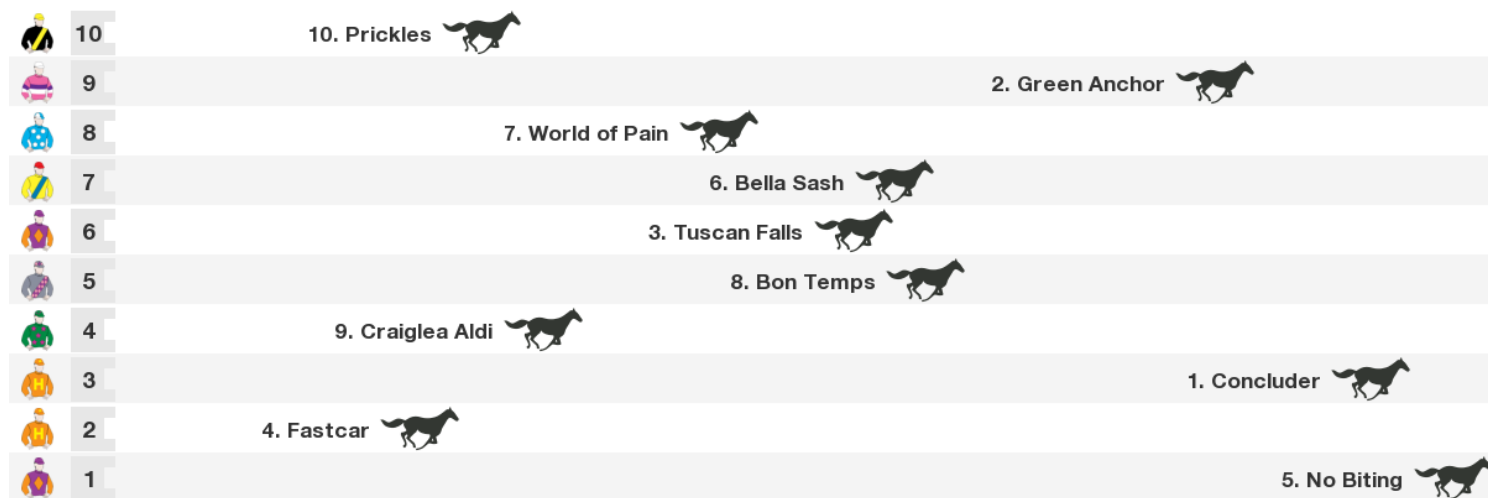 10 10. Prickles
9 2. Green Anchor
8 7. World of Pain
7 6. Bella Sash
6 3. Tuscan Falls
5 8. Bon Temps
4 9. Craiglea Aldi
H 3 1. Concluder
H 2 4. Fastcar
1 5. No Biting